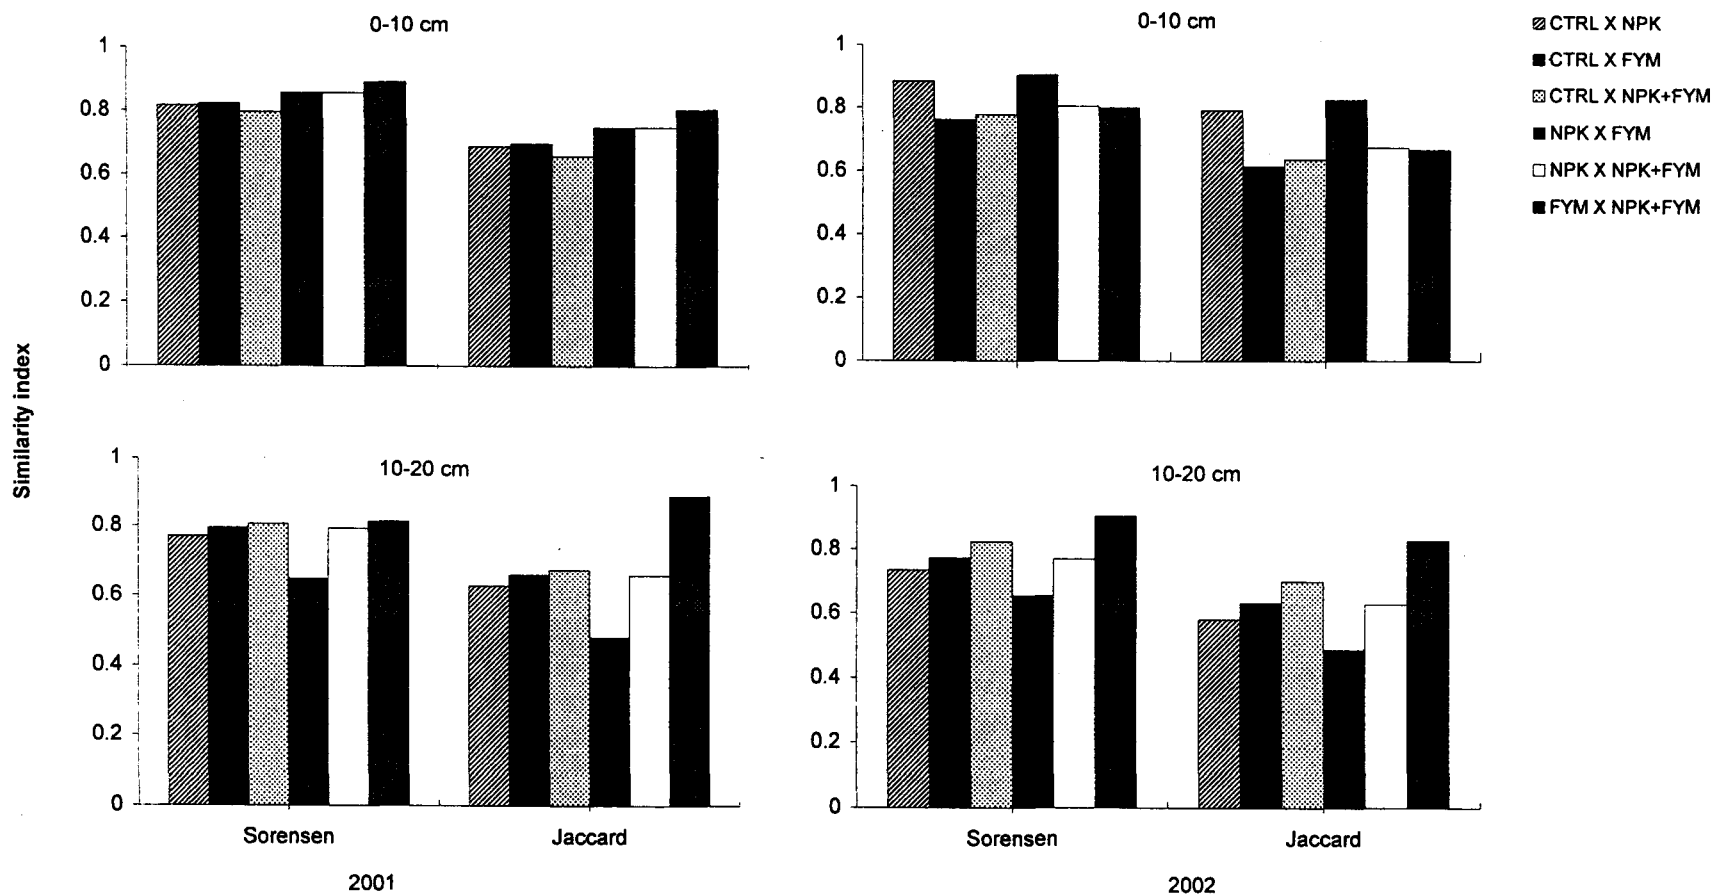 0-10 cm
1
0.8
0.6
0.4
0.2
0
0-10 cm
1
0.8
0.6
0.4
0.2
0
CTRL X NPK
CTRL X FYM
CTRL X NPK+FYM
NPK X FYM
NPK X NPK+FYM
FYM X NPK+FYM
Similarity index
10-20 cm
1
0.8
0.6
0.4
0.2
0
Sorensen Jaccard
2001
10-20 cm
1
0.8
0.6
0.4
0.2
0
Sorensen Jaccard
2002